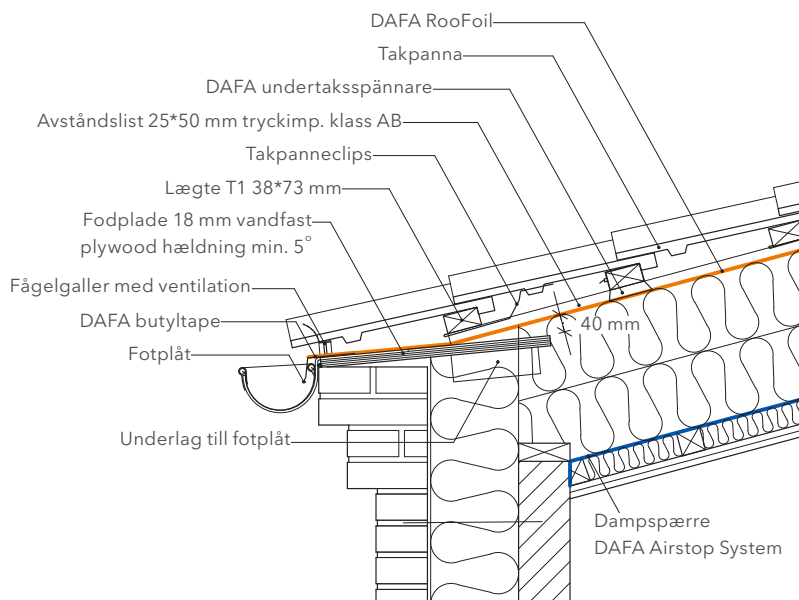 DAFA RooFoil
Takpanna
DAFA undertaksspännare
Avståndslist 25*50 mm tryckimp. klass AB
Takpanneclips
Lægte T1 38*73 mm
Fodplade 18 mm vandfast
plywood hældning min. 5°
Fågelgaller med ventilation
DAFA butyltape
Fotplåt
40 mm
Underlag till fotplåt
Dampspærre
DAFA Airstop System